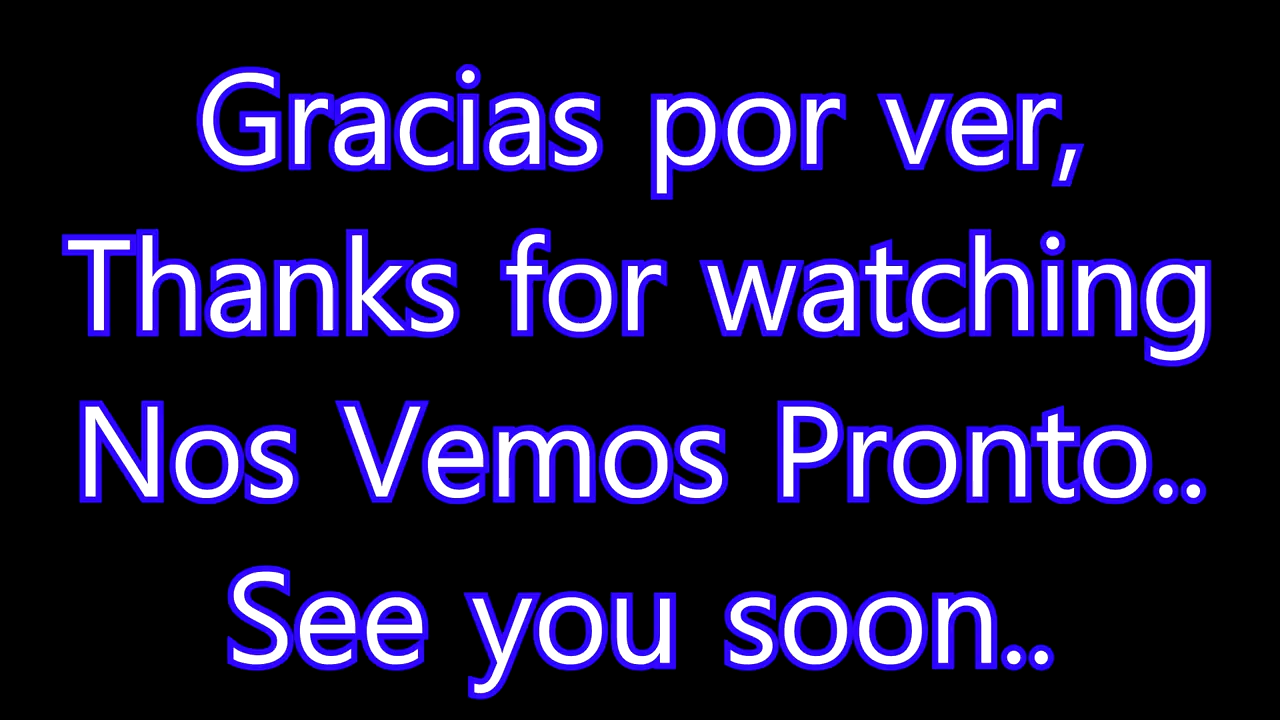 Gracias por ver,
Thanks for watching
Nos Vemos Pronto..
See you soon..